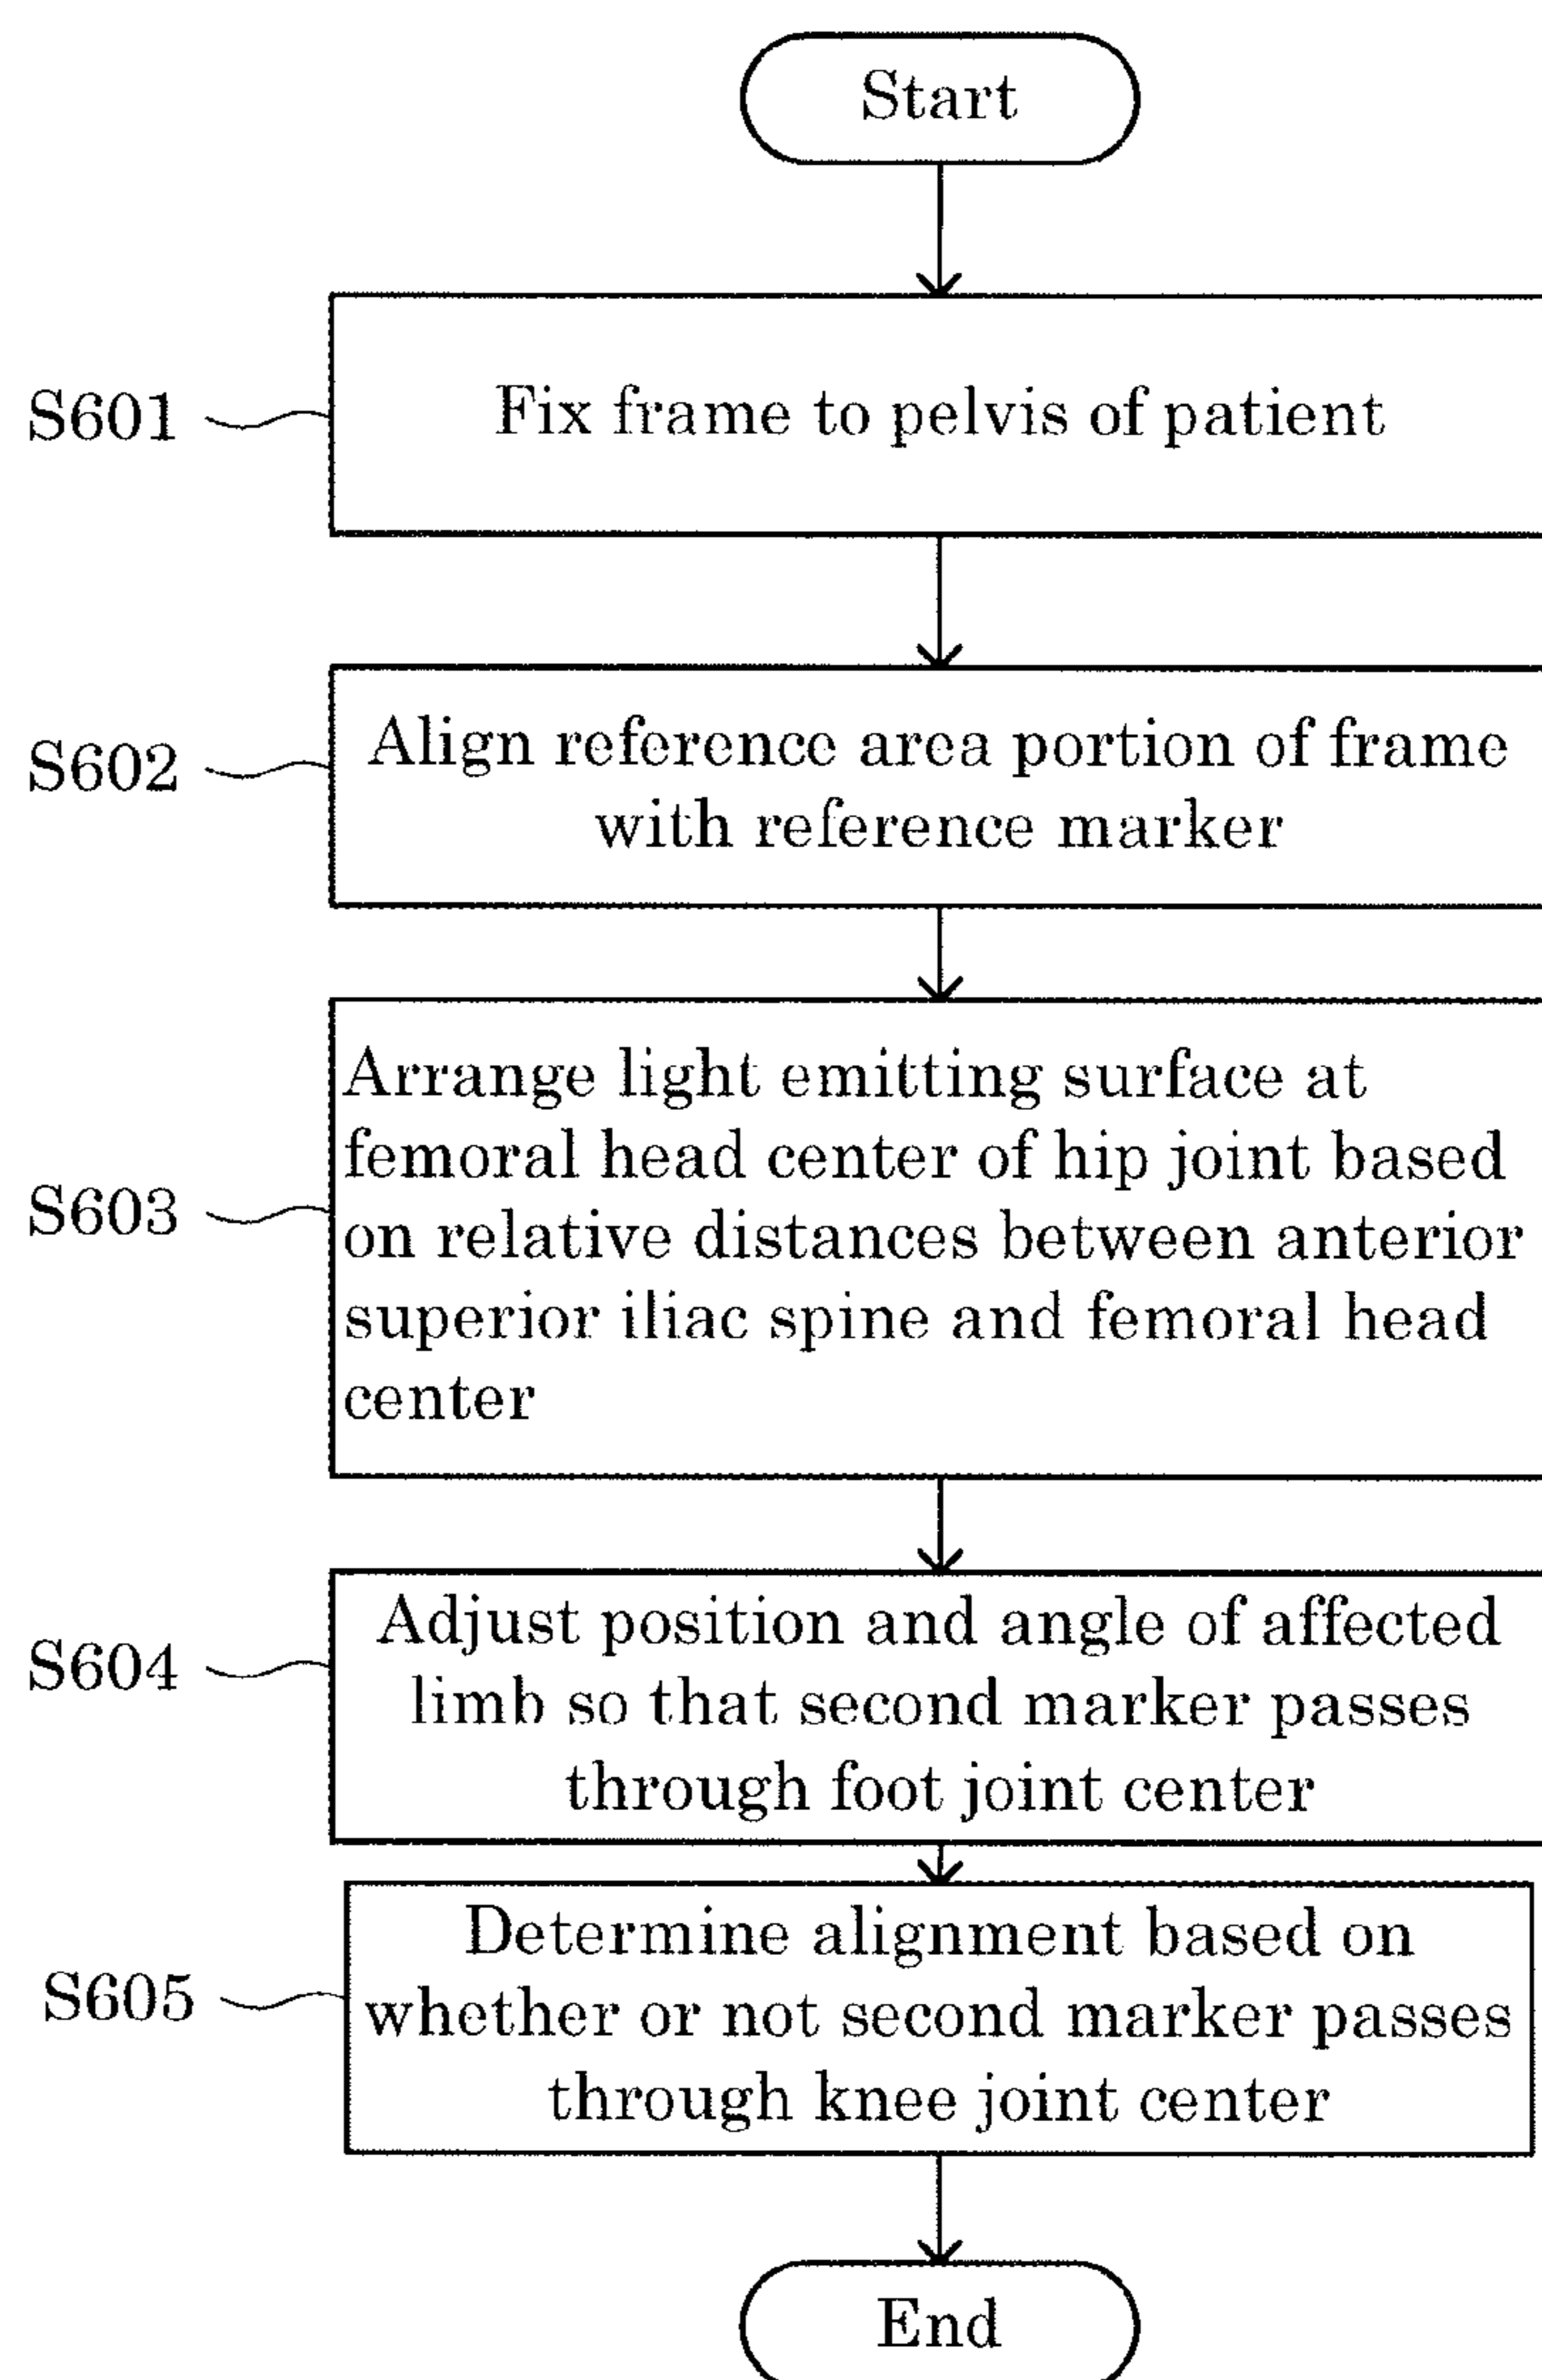 Start
S601
Fix frame to pelvis of patient
S602
Align reference area portion of frame
with reference marker
S603
Arrange light emitting surface at
femoral head center of hip joint based
on relative distances between anterior
superior iliac spine and femoral head
center
S604
Adjust position and angle of affected
limb so that second marker passes
through foot joint center
S605
Determine alignment based on
whether or not second marker passes
through knee joint center
End